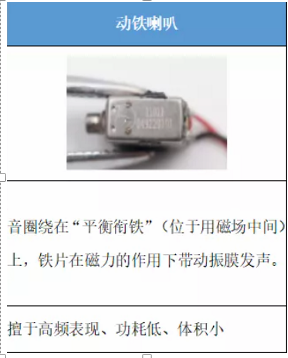 动铁喇叭
音圈绕在“平衡衔铁”（位于用磁场中间）
上，铁片在磁力的作用下带动振膜发声。
擅于高频表现、功耗低、体积小